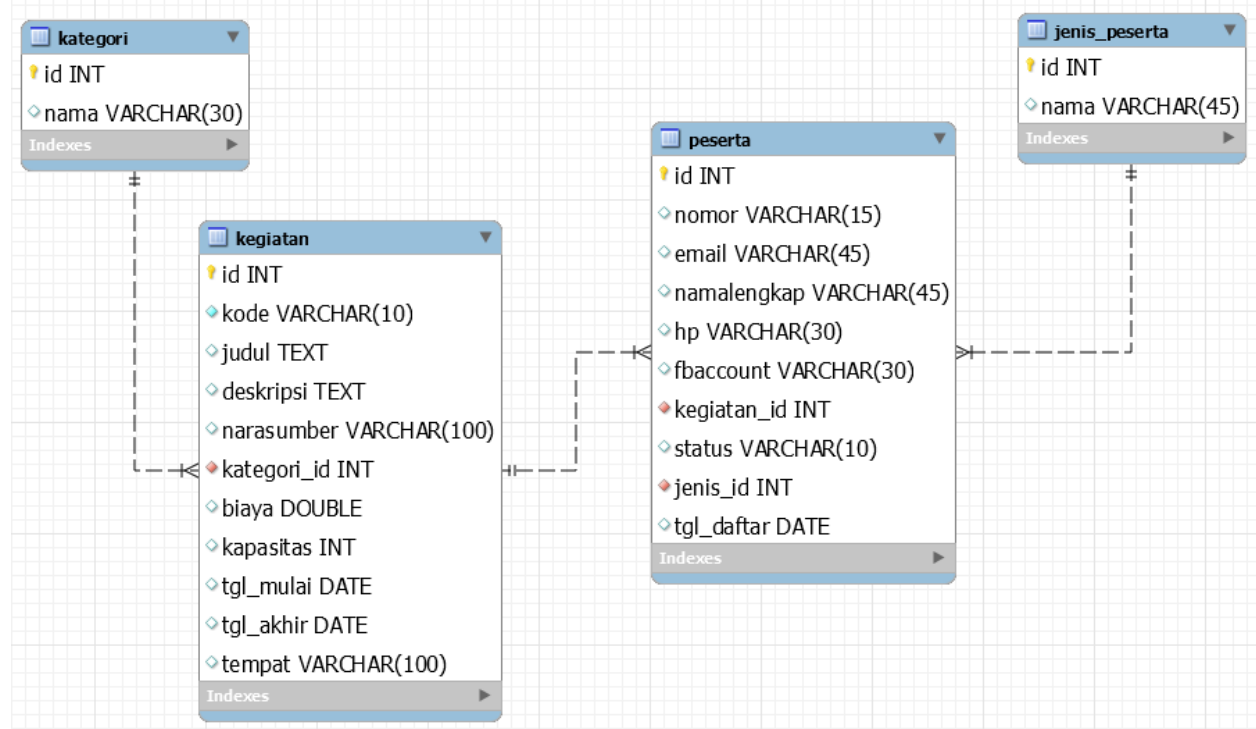 kategori
id INT
nama VARCHAR(30)
Indexes
kegiatan
id INT
kode VARCHAR(10)
judul TEXT
deskripsi TEXT
narasumber VARCHAR(100)
kategori_id INT
biaya DOUBLE
kapasitas INT
tgl_mulai DATE
tgl_akhir DATE
tempat VARCHAR(100)
Indexes
peserta
id INT
nomor VARCHAR(15)
email VARCHAR(45)
namalengkap VARCHAR(45)
hp VARCHAR(30)
fbaccount VARCHAR(30)
kegiatan_id INT
status VARCHAR(10)
jenis_id INT
tgl_daftar DATE
Indexes
jenis_peserta
id INT
nama VARCHAR(45)
Indexes